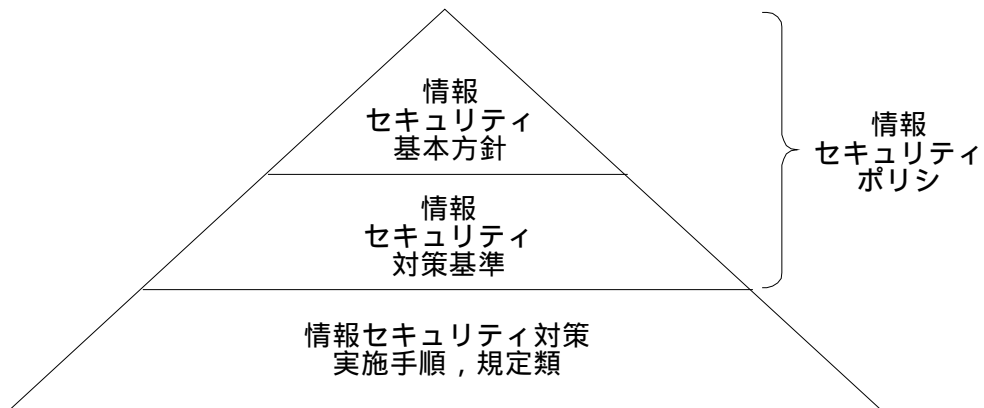 情報
セキュリティ
基本方針
情報
セキュリティ
対策基準
情報セキュリティ対策
実施手順，規定類
情報
セキュリティ
ポリシ